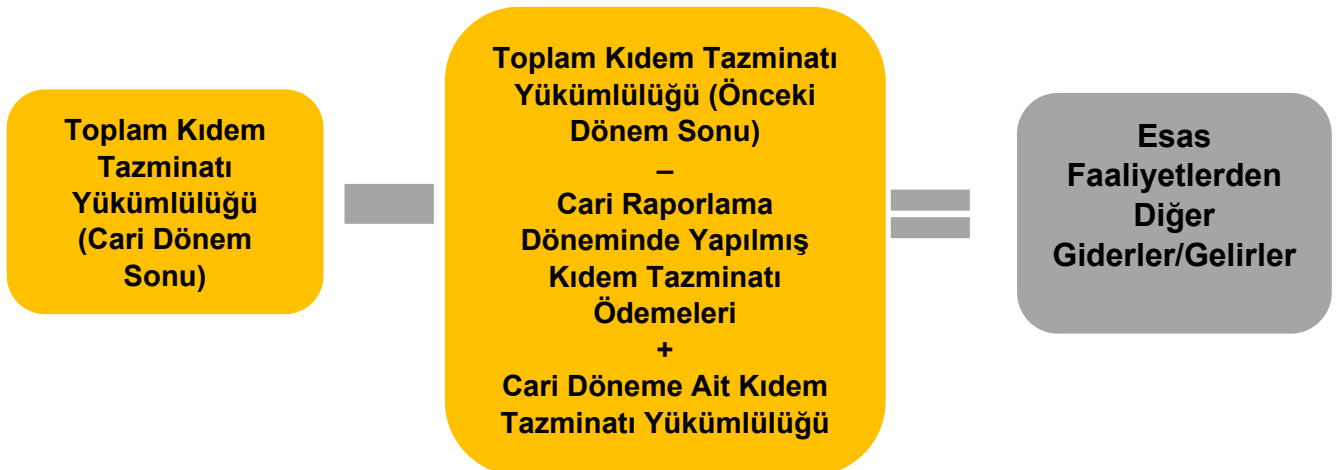 Toplam Kıdem
Tazminatı
Yükümlülüğü
(Cari Dönem
Sonu)
Toplam Kıdem Tazminatı
Yükümlülüğü (Önceki
Dönem Sonu)
–
Cari Raporlama
Döneminde Yapılmış
Kıdem Tazminatı
Ödemeleri
+
Cari Döneme Ait Kıdem
Tazminatı Yükümlülüğü
Esas
Faaliyetlerden
Diğer
Giderler/Gelirler